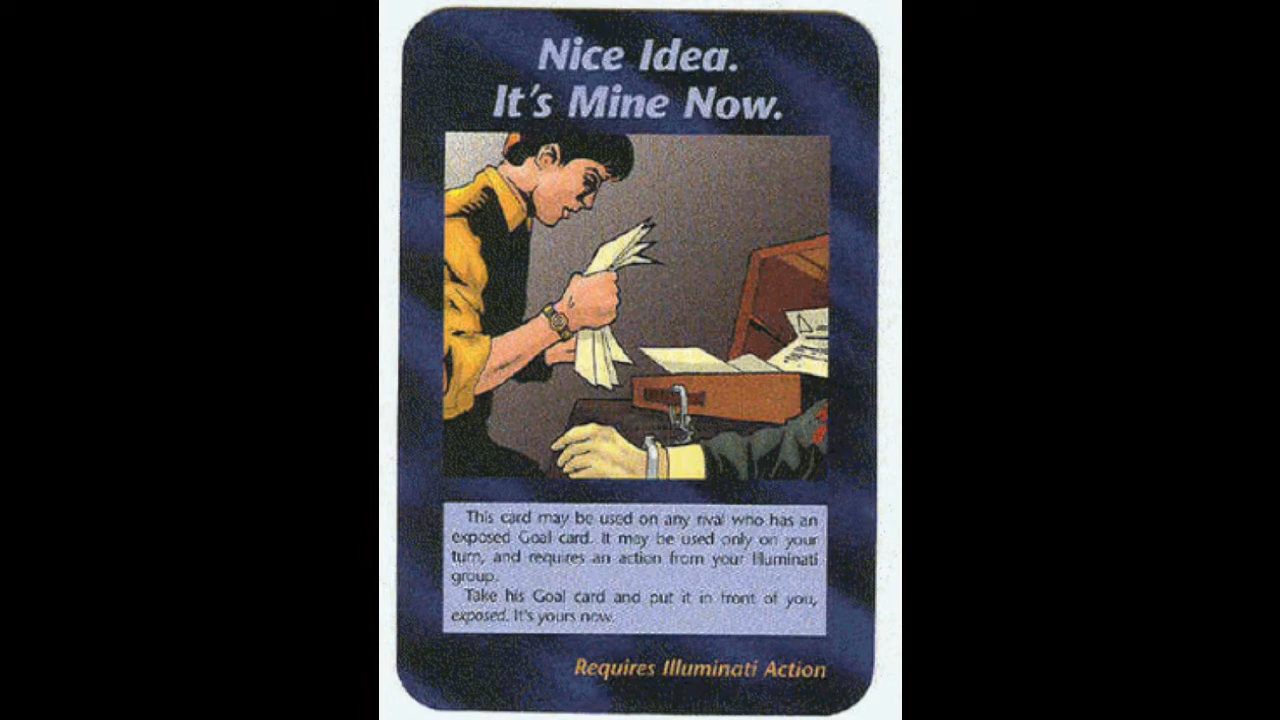 Nice Idea.
It's Mine Now.
This card may be used on any rival who has an
exposed Goal card. It may be used only on your
turn, and requires an action from your Illuminati
group.
Take his Goal card and put it in front of you,
exposed. It's yours now.
Requires Illuminati Action